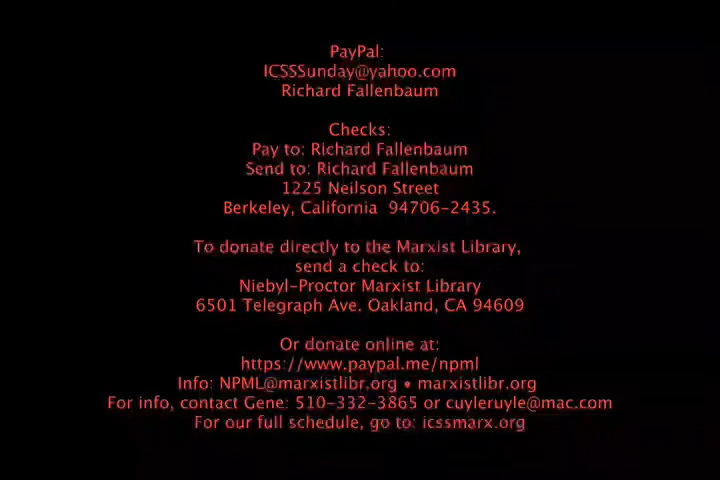 PayPal:
ICSSSunday@yahoo.com
Richard Fallenbaum
Checks:
Pay to: Richard Fallenbaum
Send to: Richard Fallenbaum
1225 Neilson Street
Berkeley, California 94706-2435.
To donate directly to the Marxist Library,
send a check to:
Niebyl-Proctor Marxist Library
6501 Telegraph Ave. Oakland, CA 94609
Or donate online at:
https://www.paypal.me/npml
Info: NPML@marxistlibr.org • marxistlibr.org
For info, contact Gene: 510-332-3865 or cuyleruyle@mac.com
For our full schedule, go to: icssmarx.org